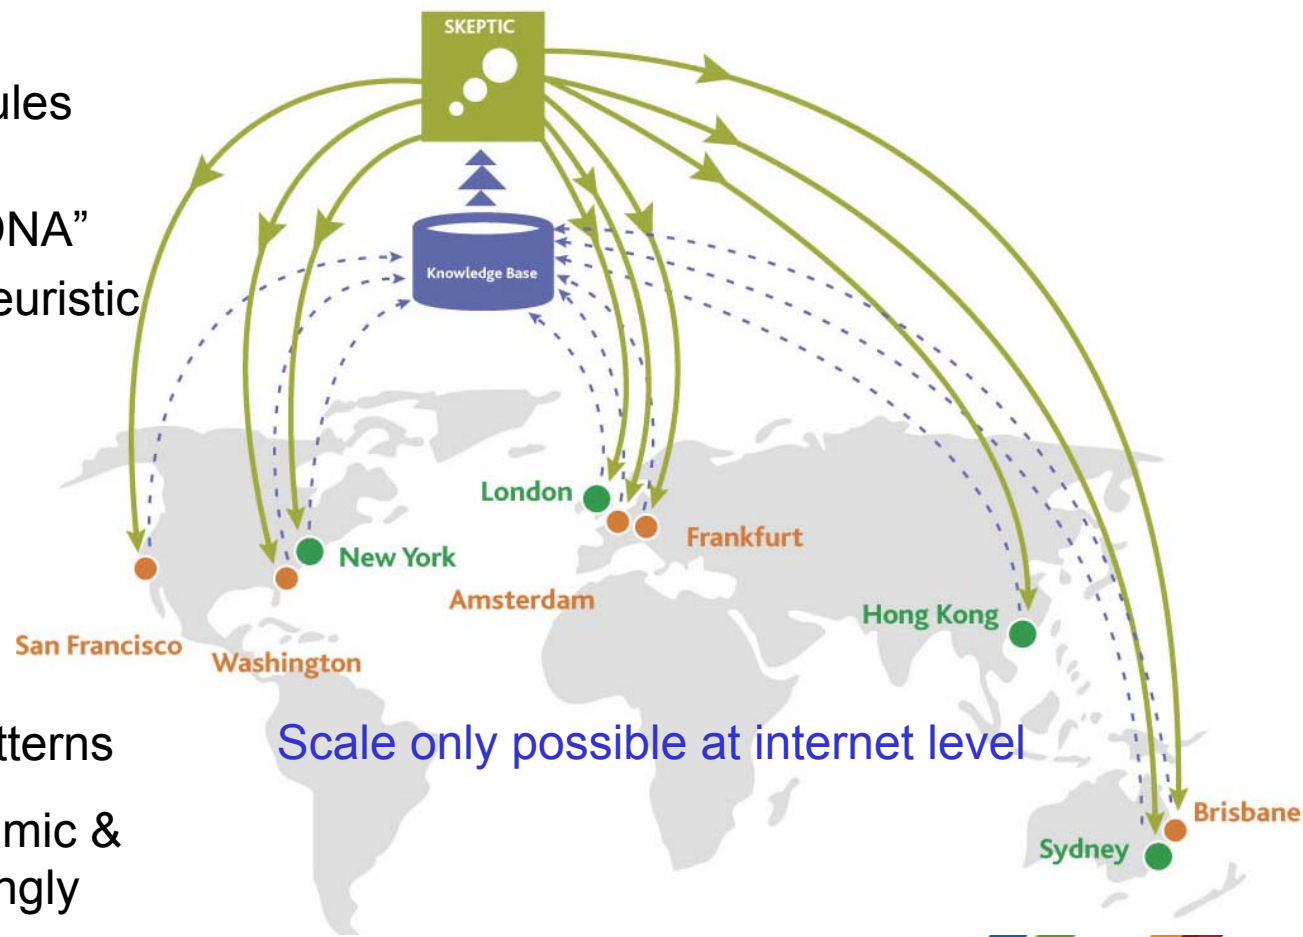 SKEPTIC
ules
DNA”
euristic
Knowledge Base
London
New York
Frankfurt
Amsterdam
Hong Kong
San Francisco
Washington
tterns
Scale only possible at internet level
mic &
Brisbane
Sydney
ngly